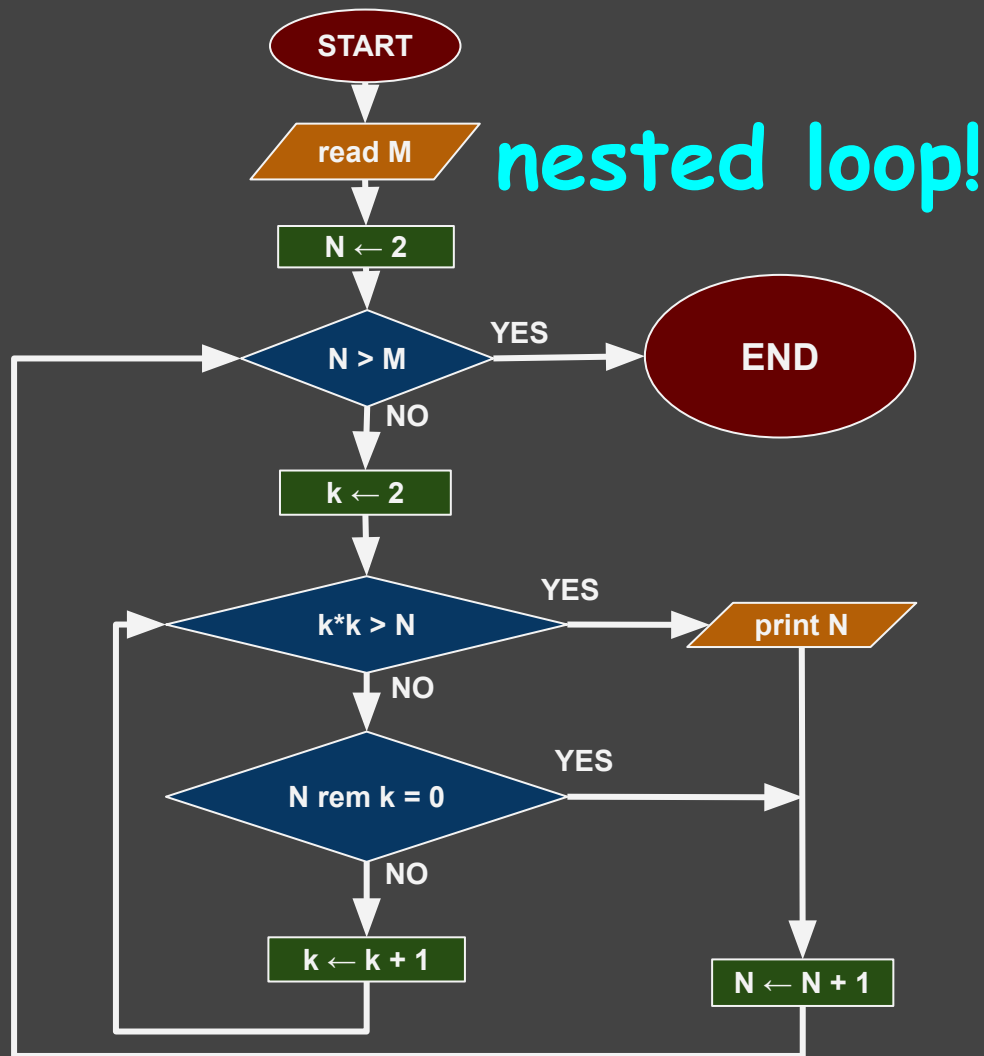 START
read M
nested loop!
N ← 2
N > M
YES
END
NO
k ← 2
k*k > N
YES
print N
NO
N rem k = 0
YES
NO
k ← k + 1
N ← N + 1